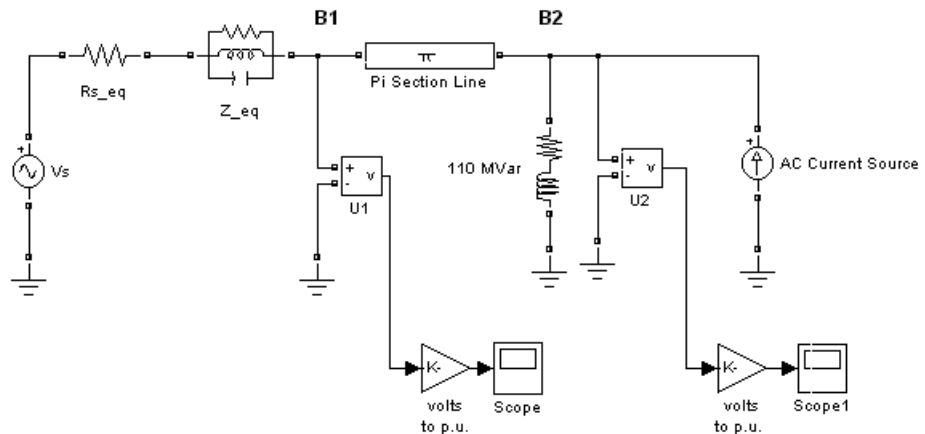 B1
B2
π
Pi Section Line
Rs_eq
Z_eq
+
Vs
+
-
v
U1
110 MVar
+
-
v
U2
+
AC Current Source
K-
volts
to p.u.
Scope
K-
volts
to p.u.
Scope1